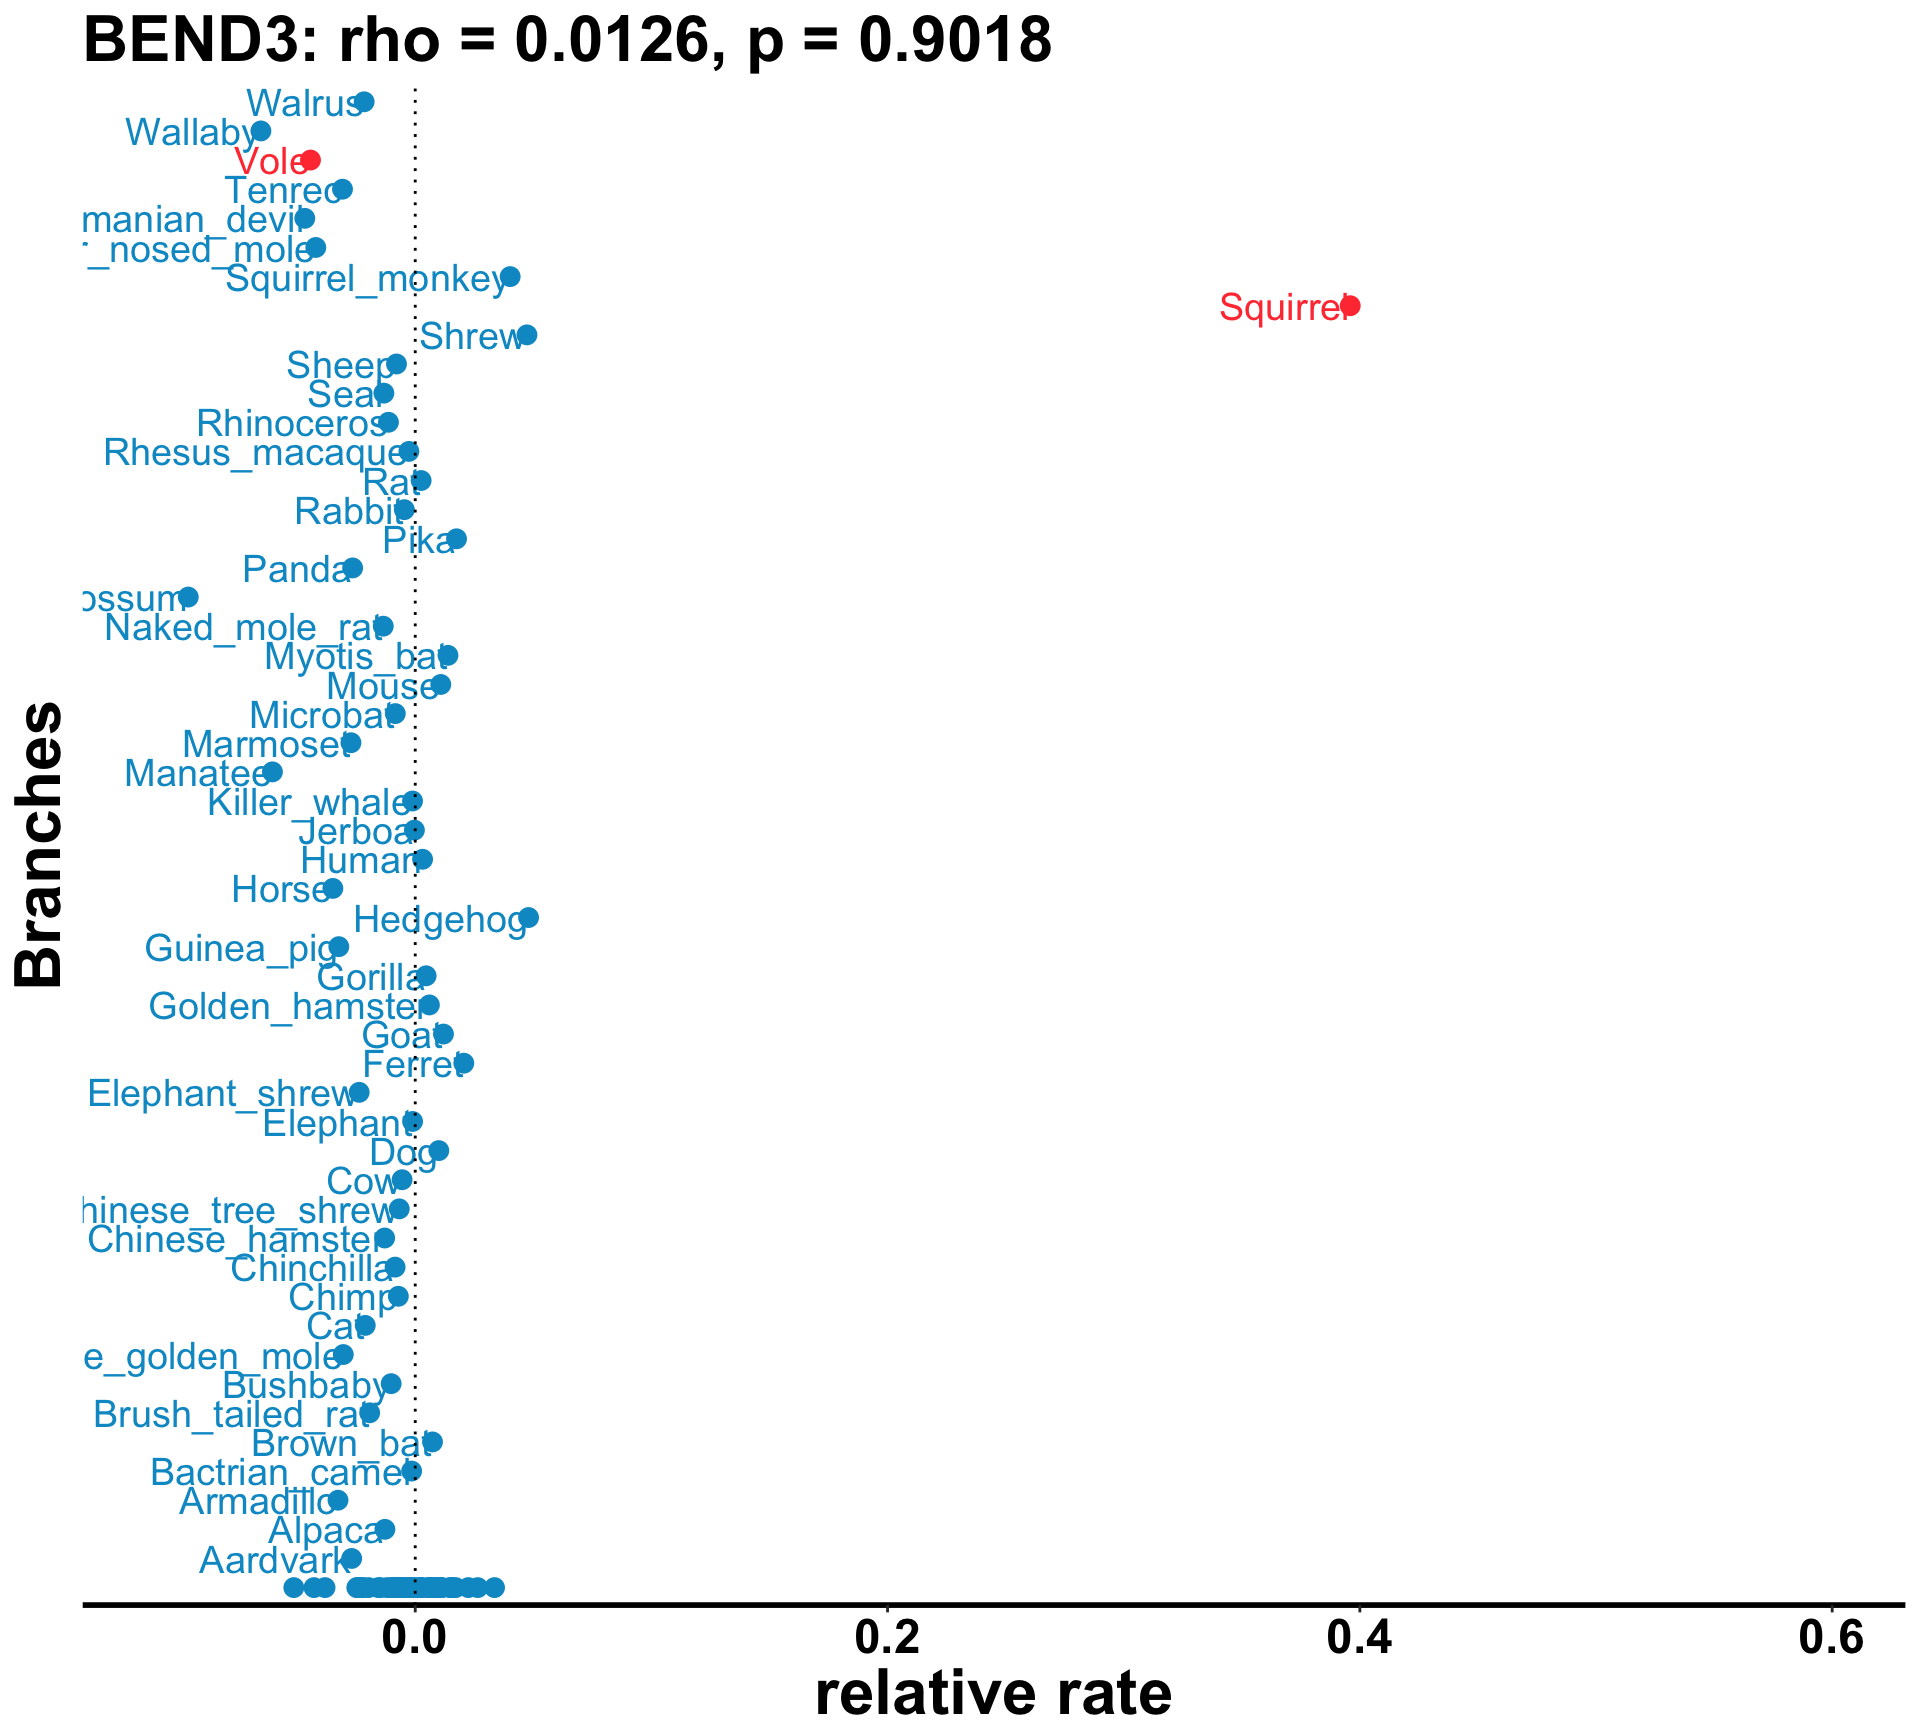 BEND3: rho = 0.0126, p = 0.9018
Walrus
Wallaby
Vole
Tenrec
manian_devil
r_nosed_mole
Squirrel_monkey
Squirrel
Shrew
Sheep
Seal
Rhinoceros
Rhesus_macaque
Rat
Rabbit
Pika
Panda
ossum
Naked_mole_rat
Myotis_bat
Mouse
Microbat
Marmoset
Manatee
Killer_whale
Jerboa
Human
Horse
Hedgehog
Guinea_pig
Gorilla
Golden_hamster
Goat
Ferret
Elephant_shrew
Elephant
Dog
Cow
hinese_tree_shrew
Chinese_hamster
Chinchilla
Chimp
Cat
e_golden_mole
Bushbaby
Brush_tailed_rat
Brown_bat
Bactrian_camel
Armadillo
Alpaca
Aardvark
Branches
0.0 0.2 0.4 0.6
relative rate